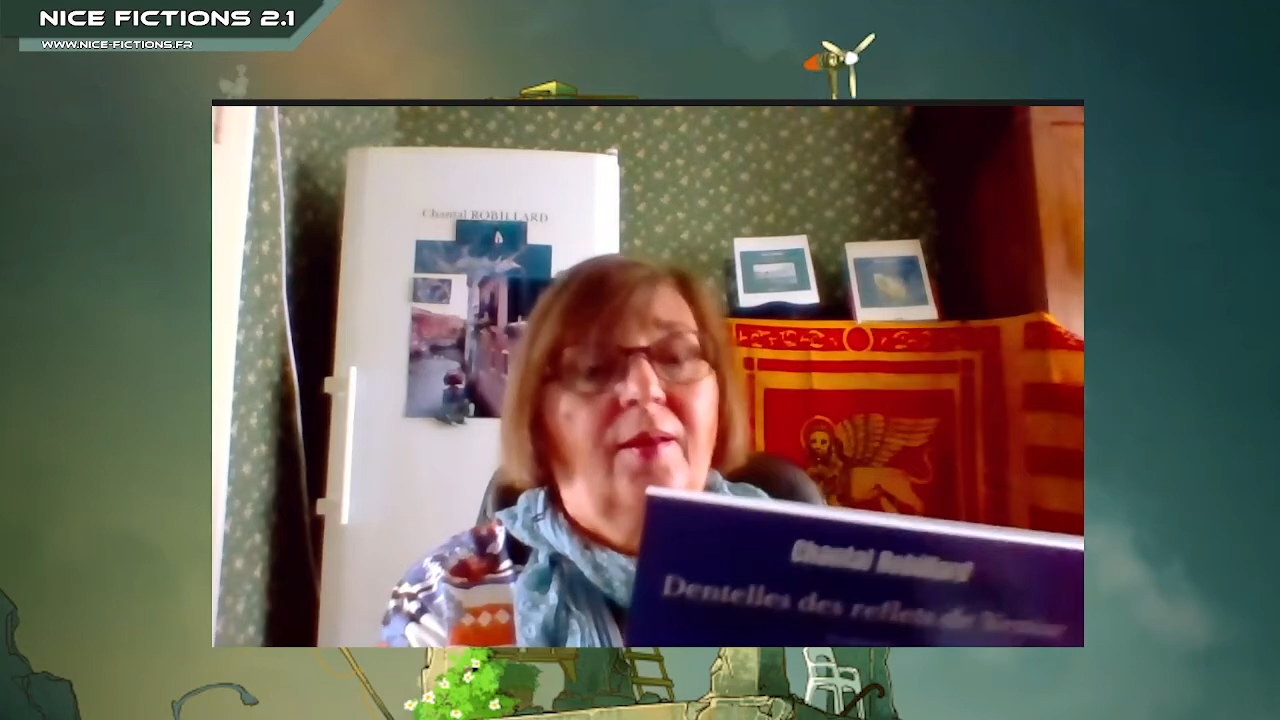 NICE FICTIONS 2.1
WWW.NICE-FICTIONS.FR
Chantal ROBILLARD
Chantal Robillard
Dentelles des reflets de